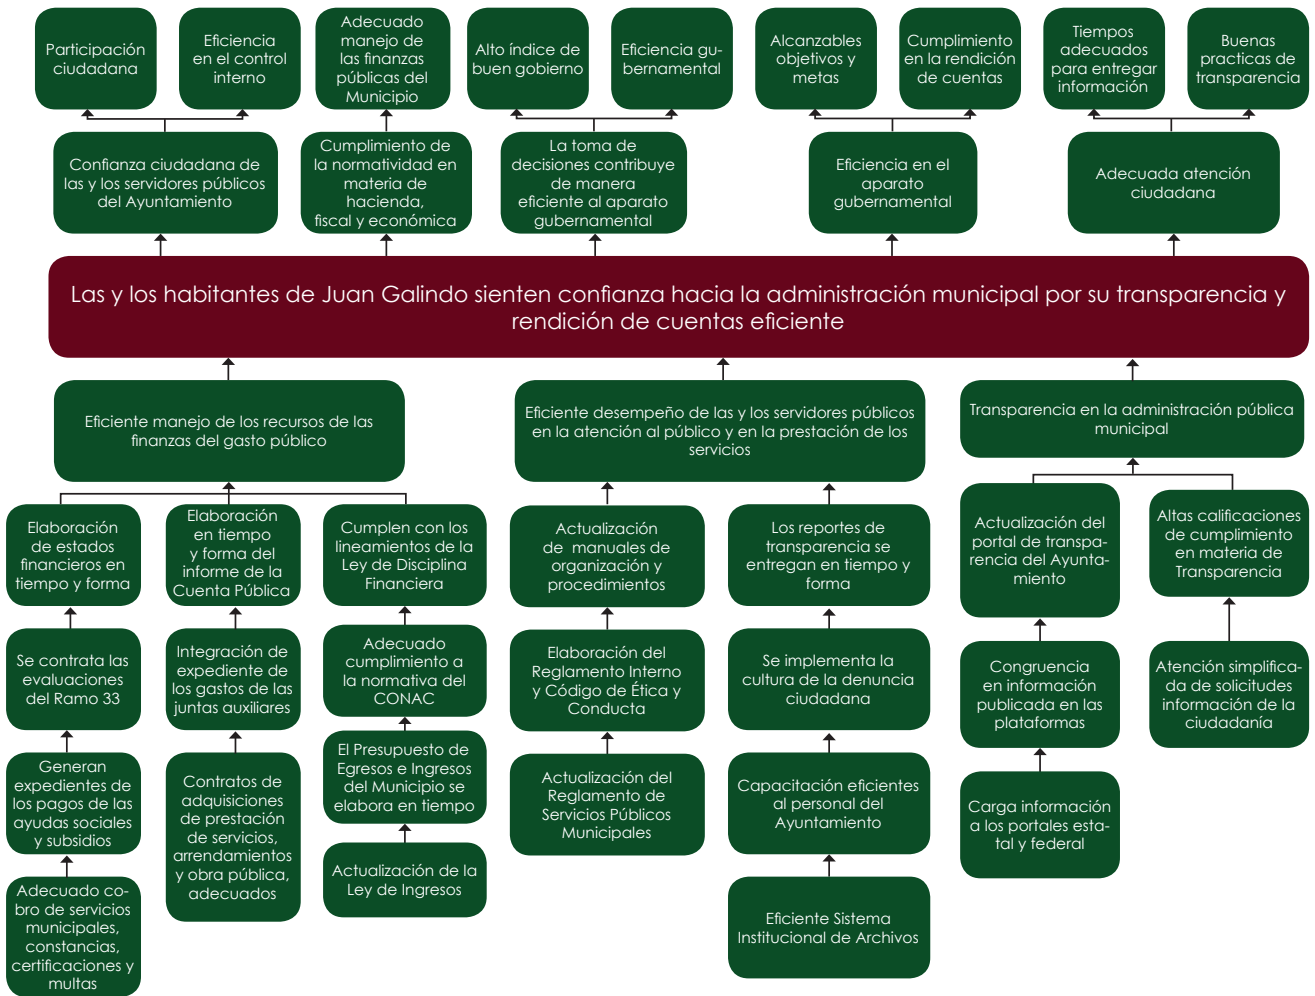 Participación
ciudadana
Eficiencia
en el control
interno
Adecuado
manejo de
las finanzas
públicas del
Municipio
Alto índice de
buen gobierno
Eficiencia gu-
bernamental
Alcanzables
objetivos y
metas
Cumplimiento
en la rendición
de cuentas
Tiempos
adecuados
para entregar
información
Buenas
practicas de
transparencia
Confianza ciudadana de
las y los servidores públicos
del Ayuntamiento
Cumplimiento de
la normatividad en
materia de
hacienda,
fiscal y económica
La toma de
decisiones contribuye
de manera
eficiente al aparato
gubernamental
Eficiencia en el
aparato
gubernamental
Adecuada atención
ciudadana
Las y los habitantes de Juan Galindo sienten confianza hacia la administración municipal por su transparencia y
rendición de cuentas eficiente
Eficiente manejo de los recursos de las
finanzas del gasto público
Eficiente desempeño de las y los servidores públicos
en la atención al público y en la prestación de los
servicios
Transparencia en la administración pública
municipal
Elaboración
de estados
financieros en
tiempo y forma
Elaboración
en tiempo
y forma del
informe de la
Cuenta Pública
Cumplen con los
lineamientos de la
Ley de Disciplina
Financiera
Actualización
de  manuales de
organización y
procedimientos
Los reportes de
transparencia se
entregan en tiempo y
forma
Actualización del
portal de transpa-
rencia del Ayunta-
miento
Altas calificaciones
de cumplimiento
en materia de
Transparencia
Se contrata las
evaluaciones
del Ramo 33
Integración de
expediente de
los gastos de las
juntas auxiliares
Adecuado
cumplimiento a
la normativa del
CONAC
Elaboración del
Reglamento Interno
y Código de Ética y
Conducta
Se implementa la
cultura de la denuncia
ciudadana
Congruencia
en información
publicada en las
plataformas
Atención simplifica-
da de solicitudes
información de la
ciudadanía
Generan
expedientes de
los pagos de las
ayudas sociales
y subsidios
Contratos de
adquisiciones
de prestación
de servicios,
arrendamientos
y obra pública,
adecuados
El Presupuesto de
Egresos e Ingresos
del Municipio se
elabora en tiempo
Actualización del
Reglamento de
Servicios Públicos
Municipales
Capacitación eficientes
al personal del
Ayuntamiento
Carga información
a los portales esta-
tal y federal
Adecuado co-
bro de servicios
municipales,
constancias,
certificaciones y
multas
Actualización de la
Ley de Ingresos
Eficiente Sistema
Institucional de Archivos